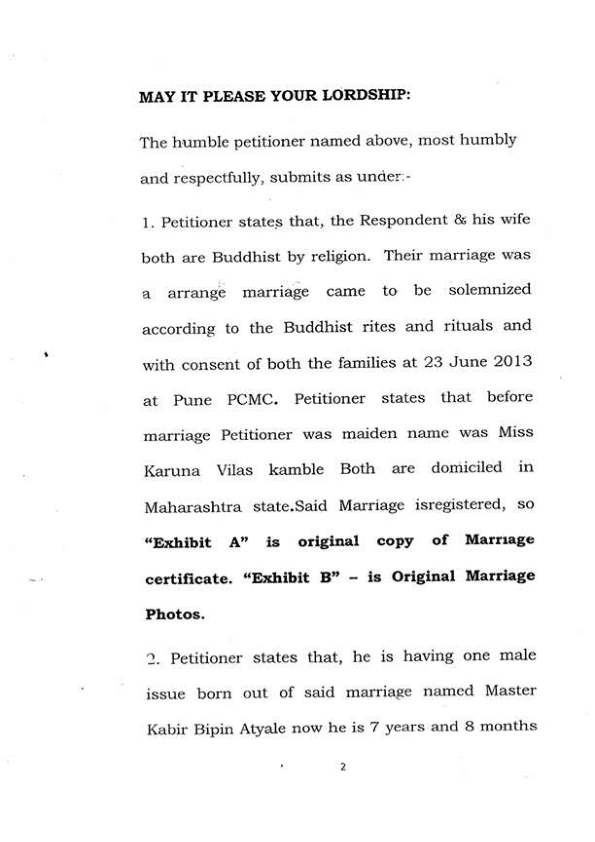 MAY IT PLEASE YOUR LORDSHIP:
The humble petitioner named above, most humbly
and respectfully, submits as under:-
1. Petitioner states that, the Respondent & his wife
both are Buddhist by religion. Their marriage was
a arrange marriage came to be solemnized
according to the Buddhist rites and rituals and
with consent of both the families at 23 June 2013
at Pune PCMC. Petitioner states that before
marriage Petitioner was maiden name was Miss
Karuna Vilas kamble Both are domiciled in
Maharashtra state.Said Marriage isregistered, so
“Exhibit A” is original copy of Marriage
certificate. “Exhibit B” – is Original Marriage
Photos.
2. Petitioner states that, he is having one male
issue born out of said marriage named Master
Kabir Bipin Atyale now he is 7 years and 8 months
2